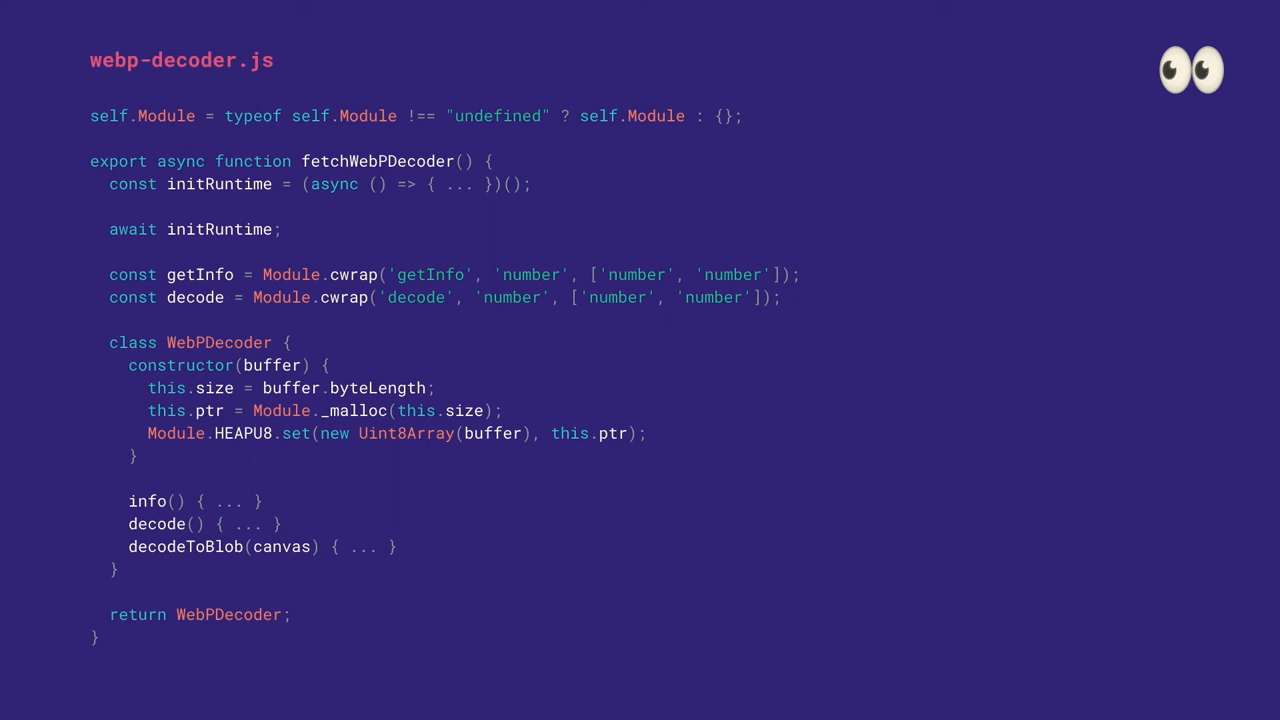 webp-decoder.js
self.Module = typeof self.Module !== "undefined" ? self.Module : {};
export async function fetchWebPDecoder() {
  const initRuntime = (async () => { ... })();
  await initRuntime;
  const getInfo = Module.cwrap('getInfo', 'number', ['number', 'number']);
  const decode = Module.cwrap('decode', 'number', ['number', 'number']);
  class WebPDecoder {
    constructor(buffer) {
      this.size = buffer.byteLength;
      this.ptr = Module._malloc(this.size);
      Module.HEAPU8.set(new Uint8Array(buffer), this.ptr);
    }
    info() { ... }
    decode() { ... }
    decodeToBlob(canvas) { ... }
  }
  return WebPDecoder;
}